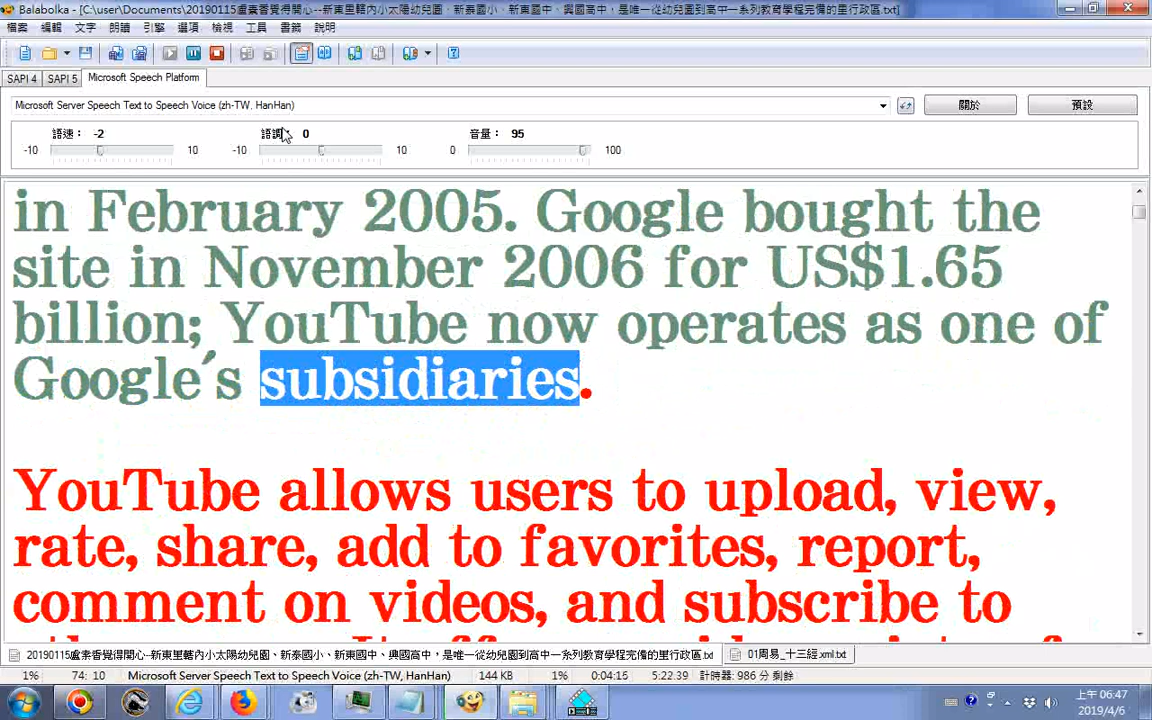 Balabolka - [C:\user\Documents\20190115盧素香覺得開心--新東里轄內小太陽幼兒園、新泰國小、新東國中、興國高中，是唯一從幼兒園到高中一系列教育學程完備的里行政區.txt]
檔案 編輯 文字 朗讀 引擎 選項 檢視 工具 書籤 說明
SAPI 4 SAPI 5 Microsoft Speech Platform
Microsoft Server Speech Text to Speech Voice (zh-TW, HanHan) 關於 預設
語速： -2 語調： 0 音量： 95
-10 10 -10 10 0 100
in February 2005. Google bought the
site in November 2006 for US$1.65
billion; YouTube now operates as one of
Google's subsidiaries.
YouTube allows users to upload, view,
rate, share, add to favorites, report,
comment on videos, and subscribe to
20190115盧素香覺得開心--新東里轄內小太陽幼兒園、新泰國小、新東國中、興國高中，是唯一從幼兒園到高中一系列教育學程完備的里行政區.txt 01周易_十三經.xml.txt
1% 74: 10 Microsoft Server Speech Text to Speech Voice (zh-TW, HanHan) 144 KB 1% 0:04:15 5:22.39 計時器: 986 分 剩餘
上午 06:47
2019/4/6